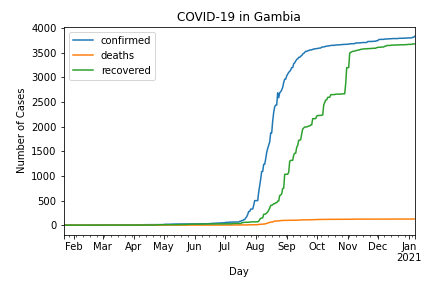 COVID-19 in Gambia
confirmed
deaths
recovered
Number of Cases
4000
3500
3000
2500
2000
1500
1000
500
0
Feb Mar Apr May Jun Jul Aug Sep Oct Nov Dec Jan
2021
Day